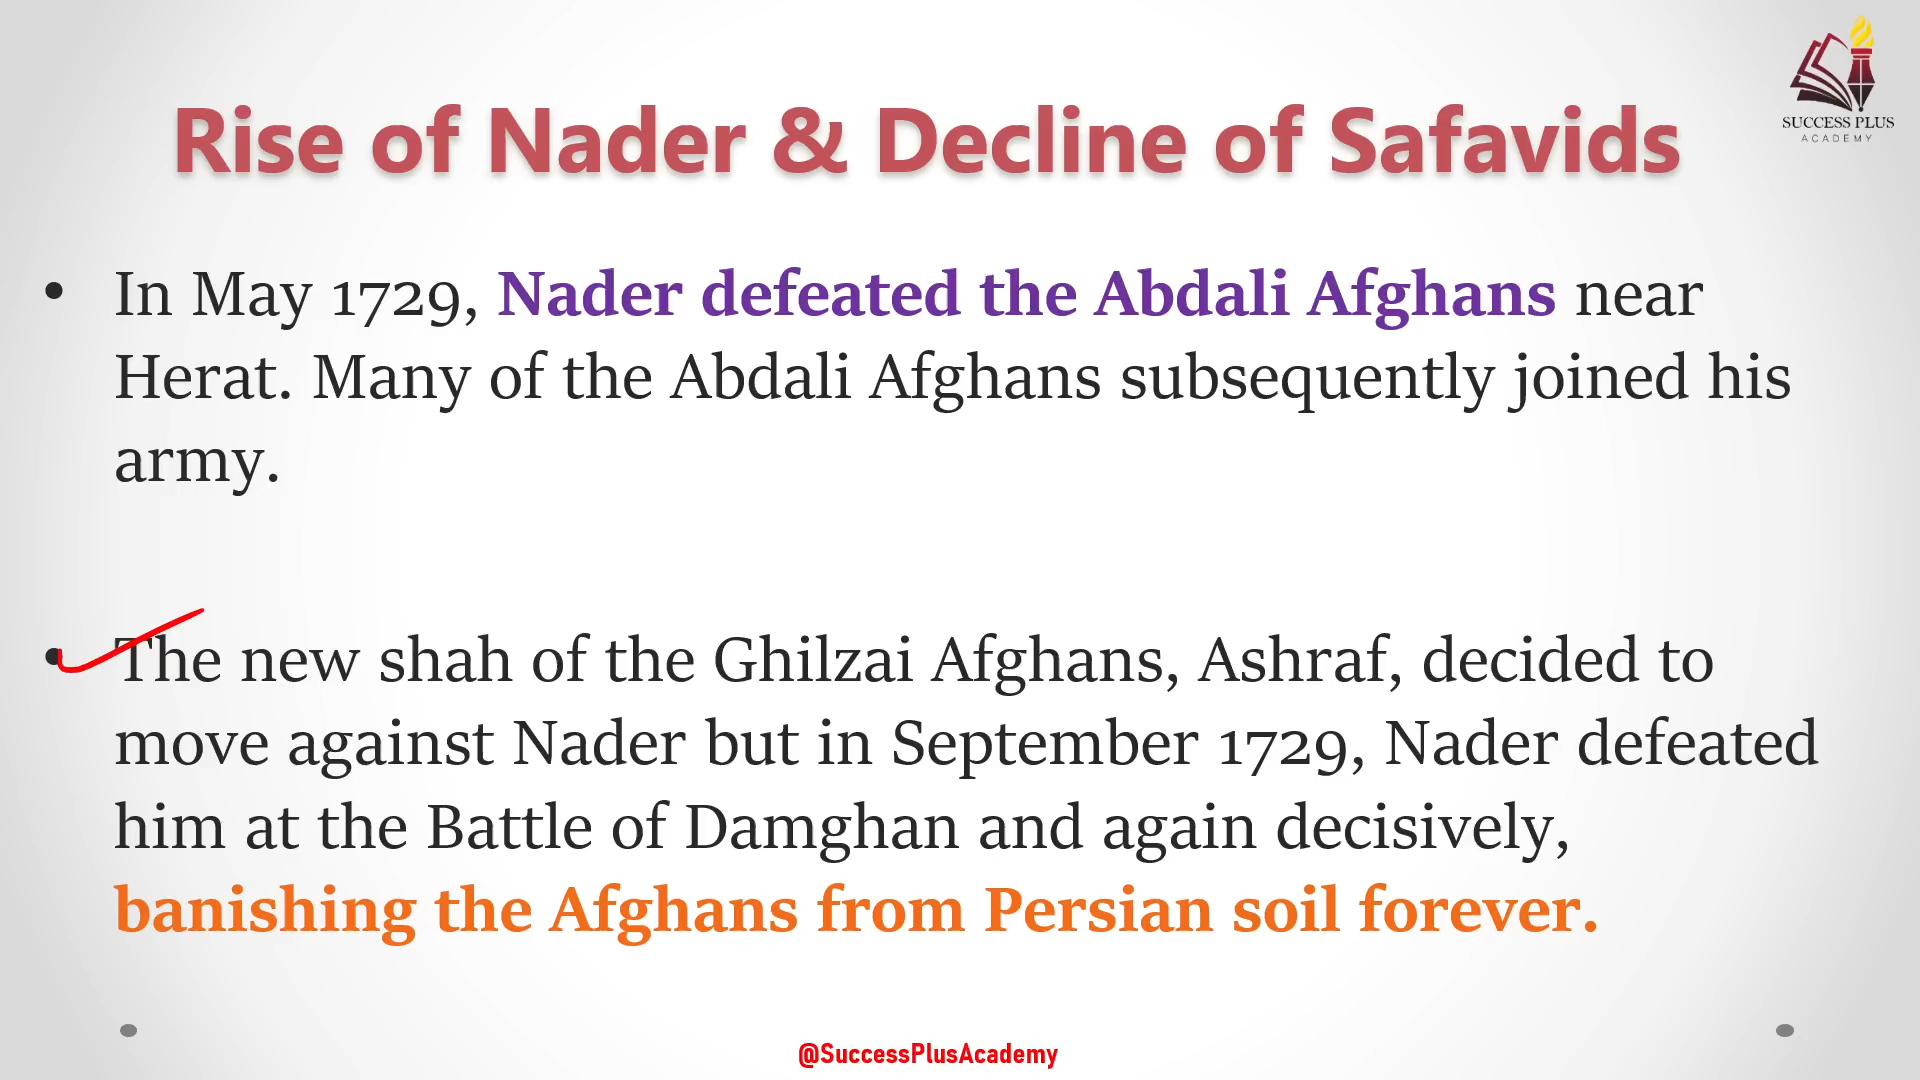 SUCCESS PLUS
ACADEMY
Rise of Nader & Decline of Safavids
• In May 1729, Nader defeated the Abdali Afghans near
Herat. Many of the Abdali Afghans subsequently joined his
army.
• The new shah of the Ghilzai Afghans, Ashraf, decided to
move against Nader but in September 1729, Nader defeated
him at the Battle of Damghan and again decisively,
banishing the Afghans from Persian soil forever.
@SuccessPlusAcademy